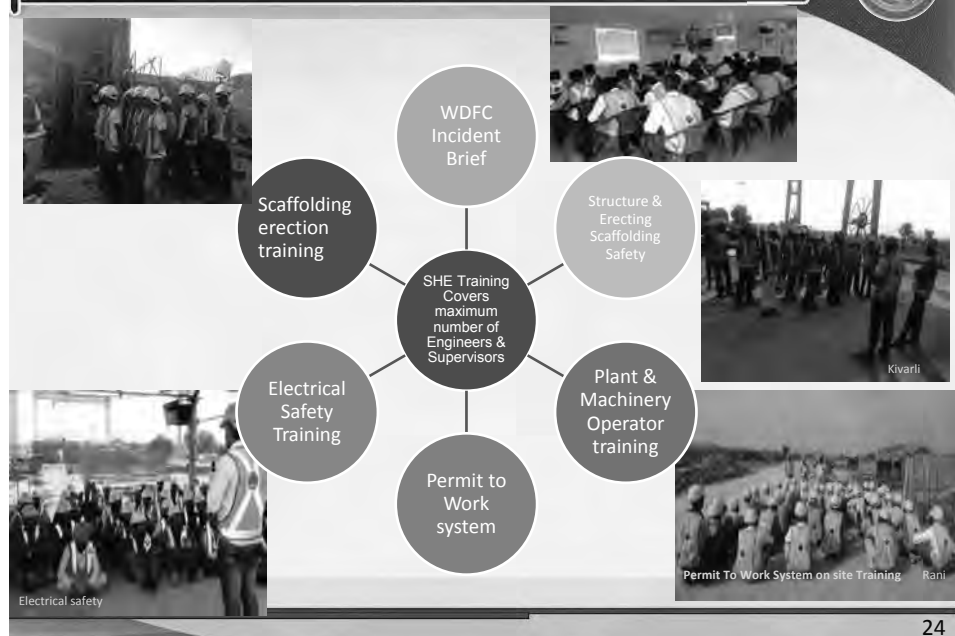 WDFC
Incident
Brief
Structure &
Erecting
Scaffolding
Safety
Plant &
Machinery
Operator
training
Permit to
Work
system
Electrical
Safety
Training
Scaffolding
erection
training
SHE Training
Covers
maximum
number of
Engineers &
Supervisors
Kivarli
Electrical safety
Permit To Work System on site Training Rani
24